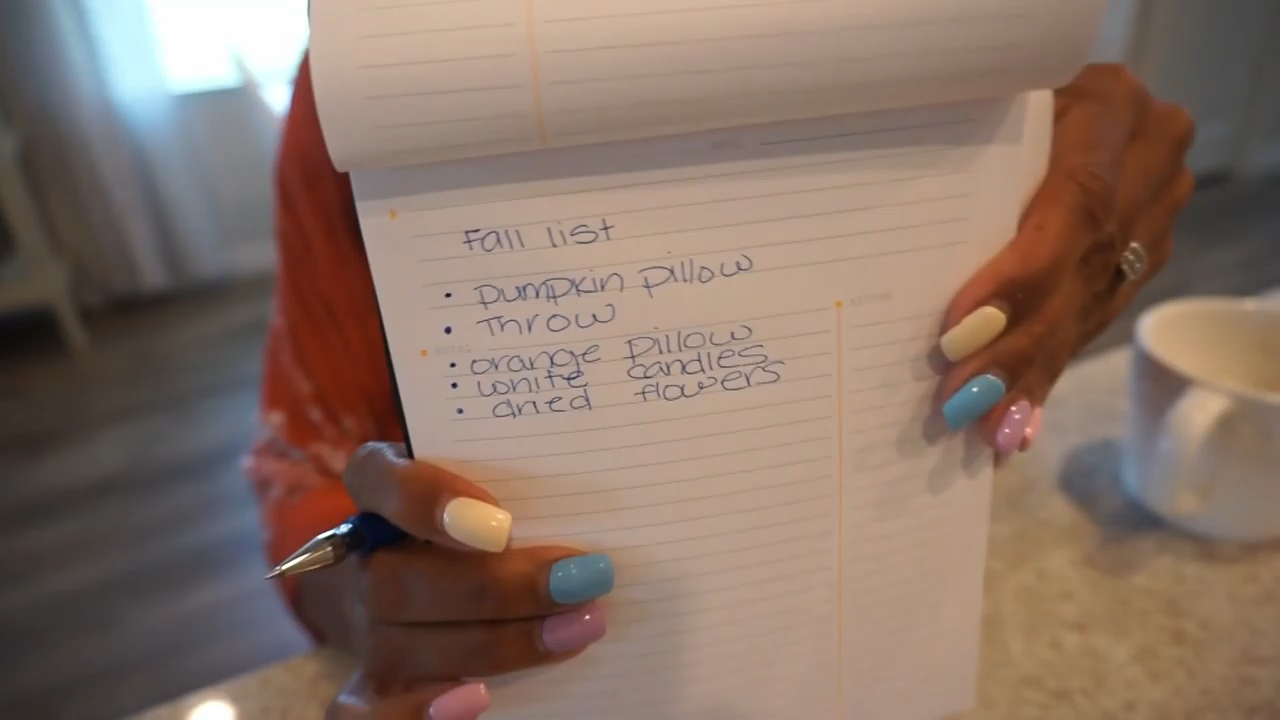 Fall list
• Pumpkin pillow
• Throw
• orange pillow
• white candles
• dried flowers